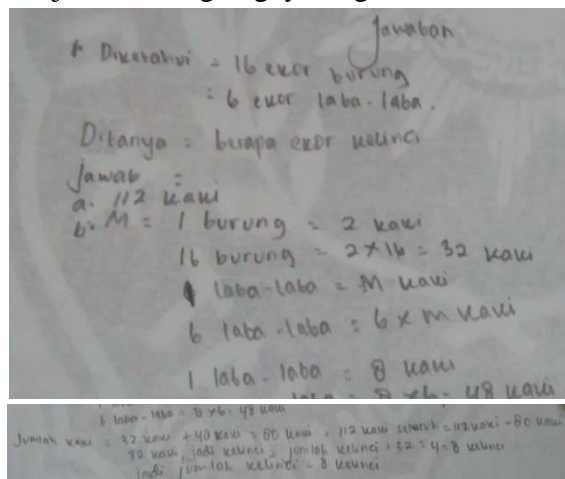 Jawaban
* Diketahui = 16 ekor burung
= 6 ekor laba-laba.
Ditanya = berapa ekor kelinci
Jawab =
a. 112 kaki
b. M = 1 burung = 2 kaki
16 burung = 2 x 16 = 32 kaki
1 laba-laba = M kaki
6 laba-laba = 6 x m kaki
1 laba-laba = 8 kaki
8 x 6 = 48 kaki
6 laba-laba = 8 x 6 = 48 kaki
Jumlah kaki = 32 kaki + 48 kaki = 80 kaki, 112 kaki seluruh = 112 kaki - 80 kaki
32 kaki, jadi kelinci = jumlah kelinci = 32 : 4 = 8 kelinci
jadi jumlah kelinci = 8 kelinci